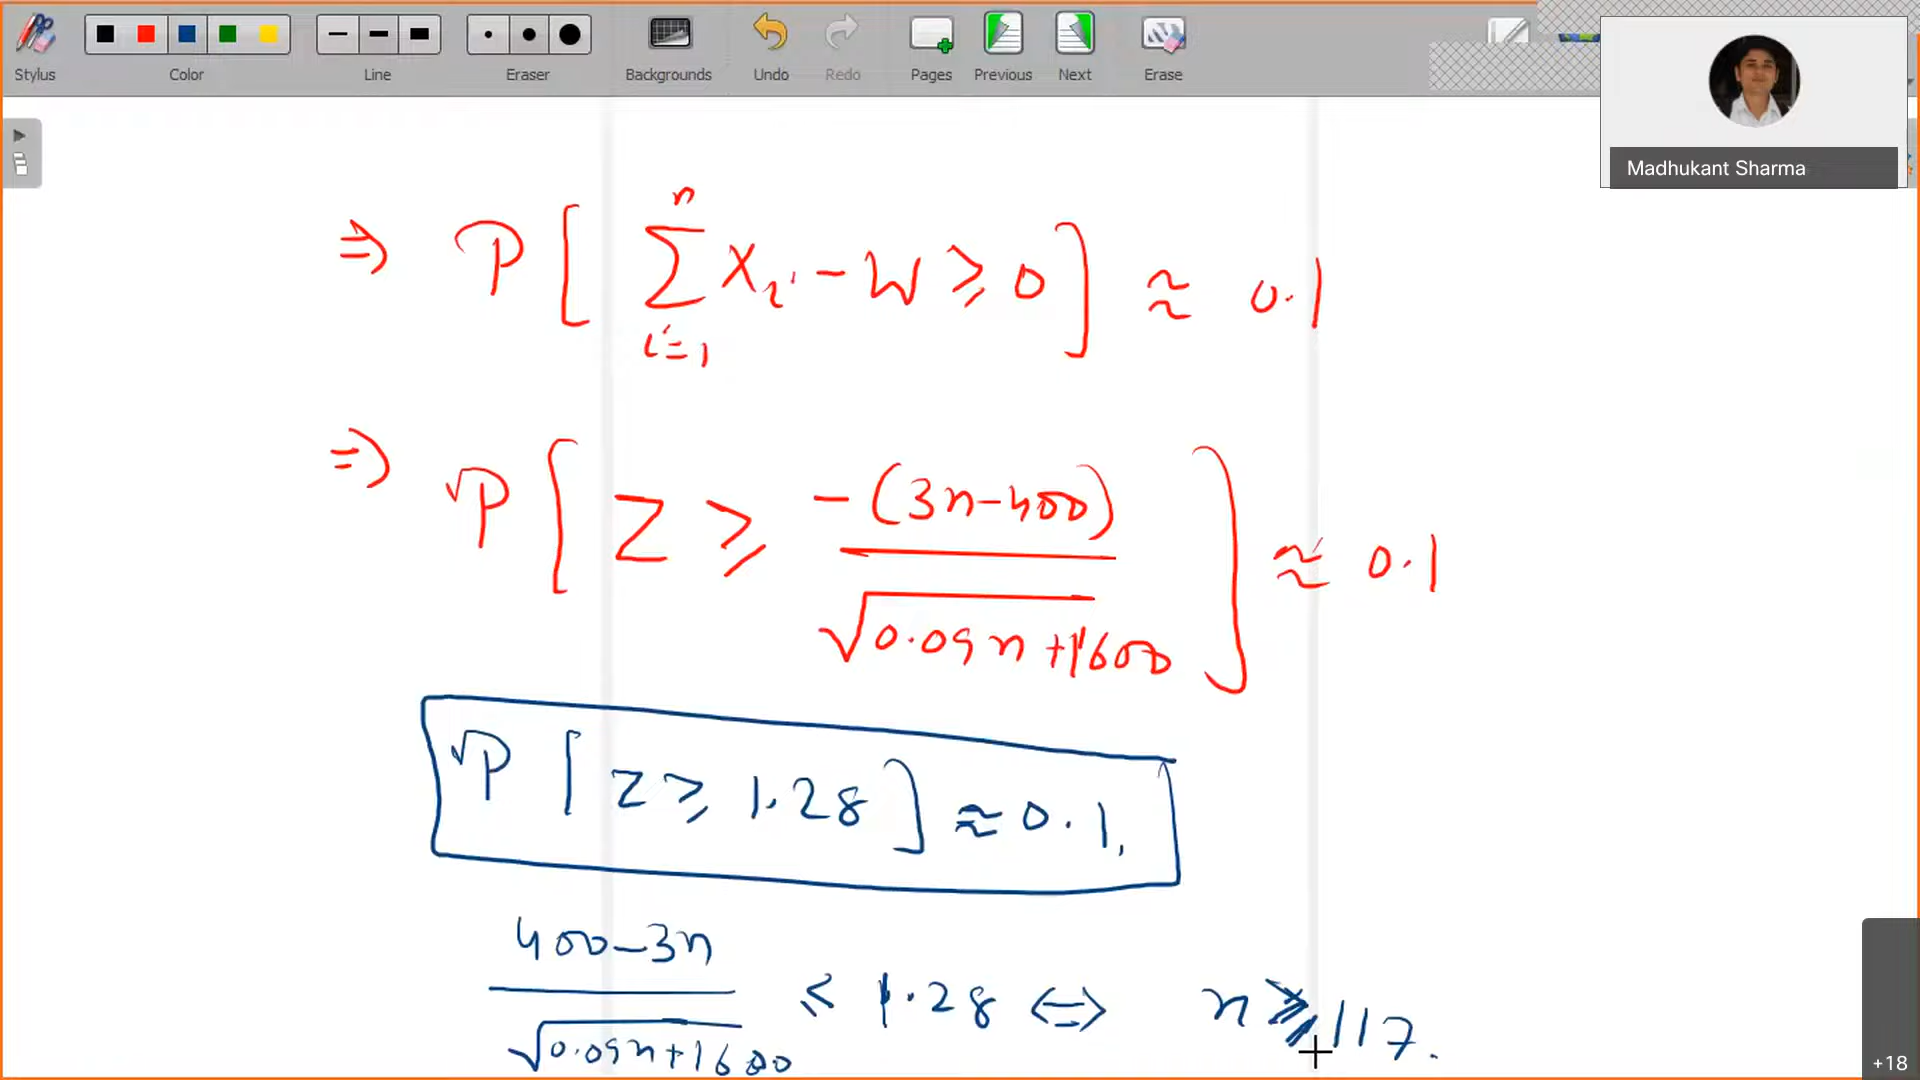 Stylus Color Line Eraser Backgrounds Undo Redo Pages Previous Next Erase
Madhukant Sharma
⇒ P[ ∑_{i=1}^{n} X_i − W ≥ 0 ] ≈ 0.1
⇒ P[ Z ≥ −(3n−400) / √(0.09n+1600) ] ≈ 0.1
P[ Z ≥ 1.28 ] ≈ 0.1.
(400−3n) / √(0.09n+1600) ≤ 1.28 ⇔ n ≥ 117.
+18